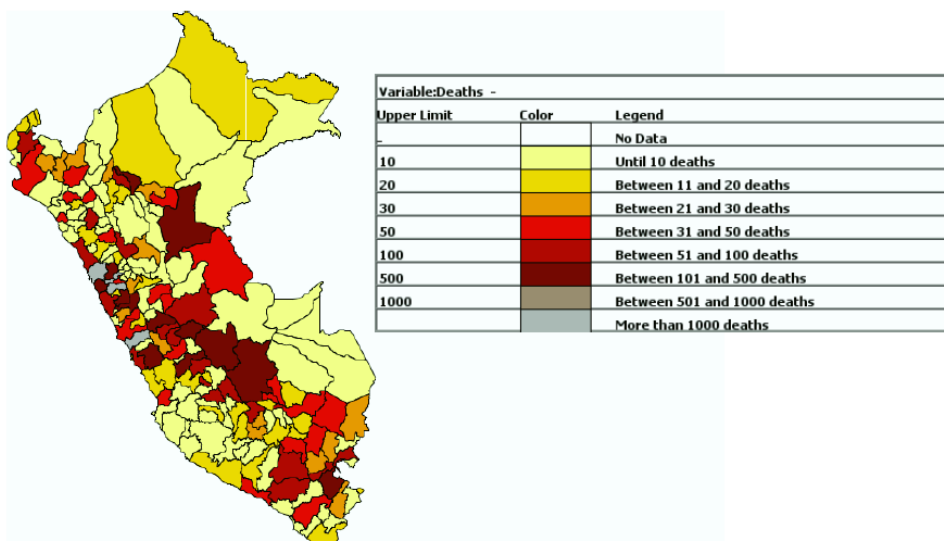 Variable:Deaths -
Upper Limit Color Legend
- No Data
10 Until 10 deaths
20 Between 11 and 20 deaths
30 Between 21 and 30 deaths
50 Between 31 and 50 deaths
100 Between 51 and 100 deaths
500 Between 101 and 500 deaths
1000 Between 501 and 1000 deaths
More than 1000 deaths